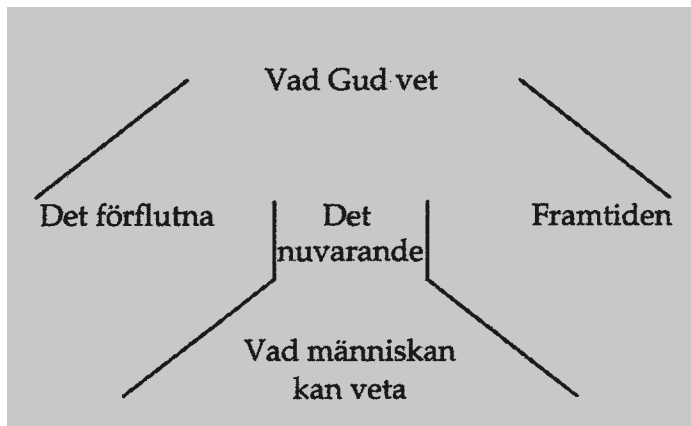 Vad Gud vet
Det förflutna
Det
nuvarande
Framtiden
Vad människan
kan veta